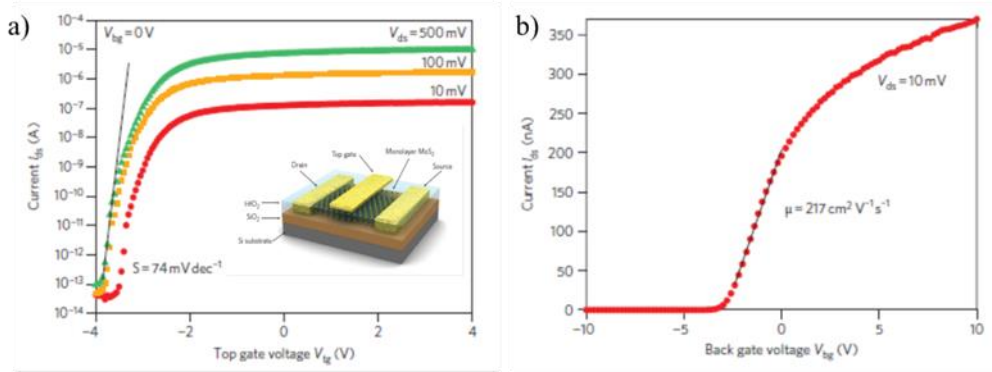 a)
10⁻⁴
10⁻⁵
10⁻⁶
10⁻⁷
10⁻⁸
10⁻⁹
10⁻¹⁰
10⁻¹¹
10⁻¹²
10⁻¹³
10⁻¹⁴
Current I_ds (A)
V_bg = 0 V
V_ds = 500 mV
100 mV
10 mV
Top gate
Monolayer MoS₂
Drain
Source
HfO₂
SiO₂
Si substrate
S = 74 mV dec⁻¹
−4 −2 0 2 4
Top gate voltage V_tg (V)
b)
350
300
250
200
150
100
50
0
Current I_ds (nA)
V_ds = 10 mV
μ = 217 cm² V⁻¹ s⁻¹
−10 −5 0 5 10
Back gate voltage V_bg (V)